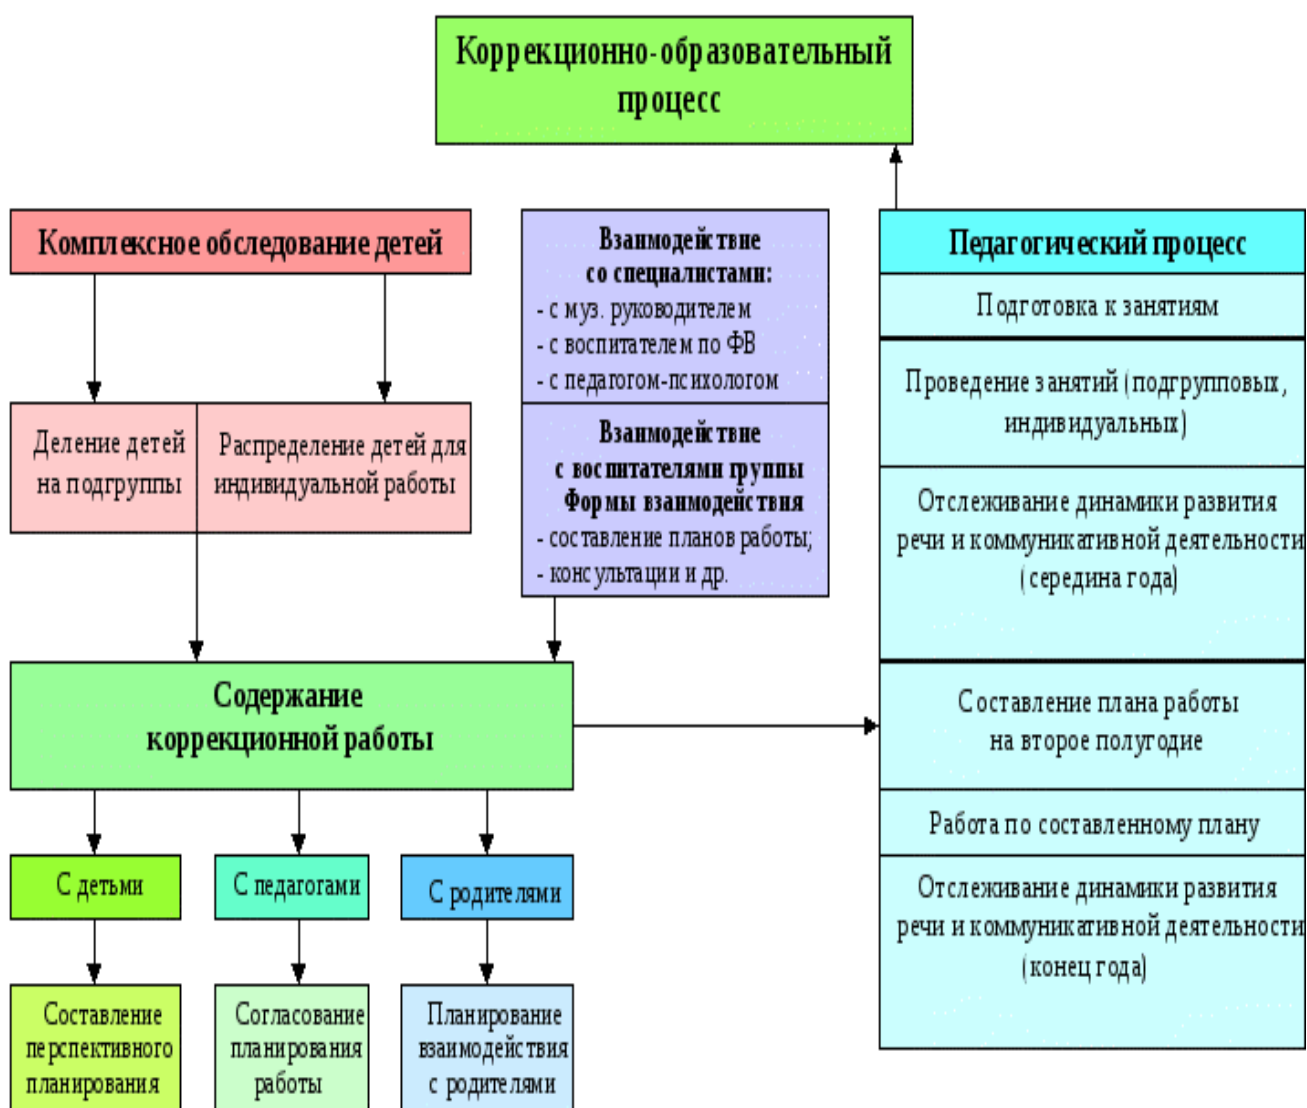 Коррекционно-образовательный
процесс
Комплексное обследование детей
Деление детей
на подгруппы
Распределение детей для
индивидуальной работы
Взаимодействие
со специалистами:
- с муз. руководителем
- с воспитателем по ФВ
- с педагогом-психологом
Взаимодействие
с воспитателями группы
Формы взаимодействия
- составление планов работы;
- консультации и др.
Содержание
коррекционной работы
С детьми
С педагогами
С родителями
Составление
перспективного
планирования
Согласование
планирования
работы
Планирование
взаимодействия
с родителями
Педагогический процесс
Подготовка к занятиям
Проведение занятий (подгрупповых,
индивидуальных)
Отслеживание динамики развития
речи и коммуникативной деятельности
(середина года)
Составление плана работы
на второе полугодие
Работа по составленному плану
Отслеживание динамики развития
речи и коммуникативной деятельности
(конец года)